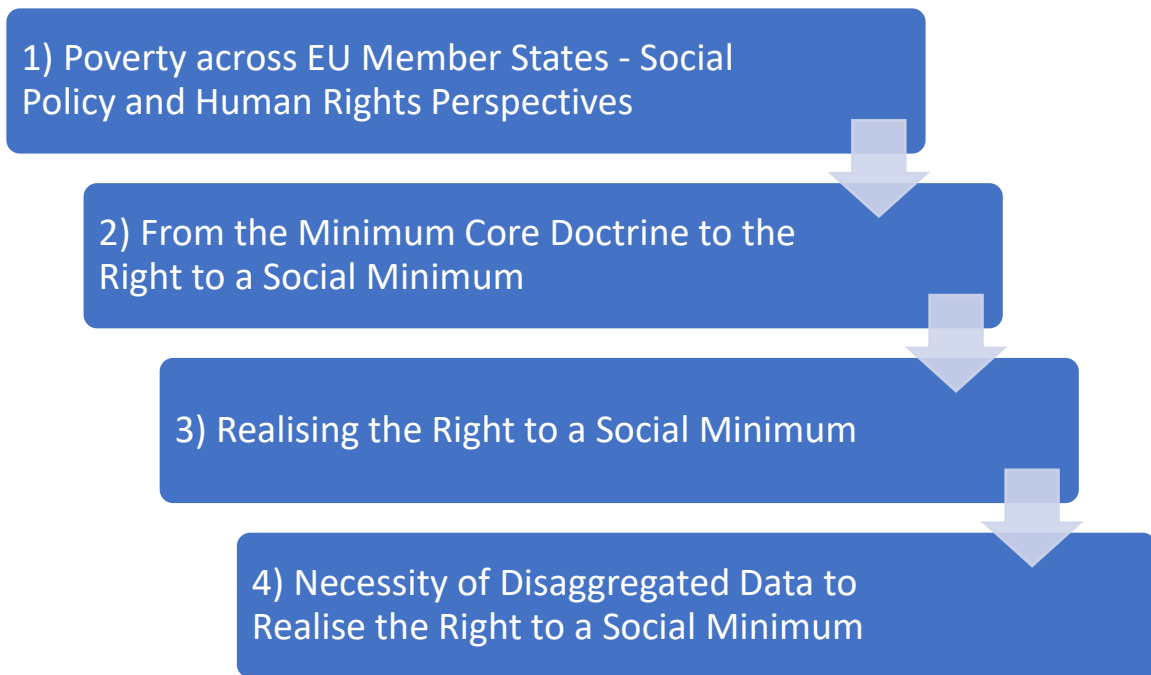 1) Poverty across EU Member States - Social
Policy and Human Rights Perspectives
2) From the Minimum Core Doctrine to the
Right to a Social Minimum
3) Realising the Right to a Social Minimum
4) Necessity of Disaggregated Data to
Realise the Right to a Social Minimum